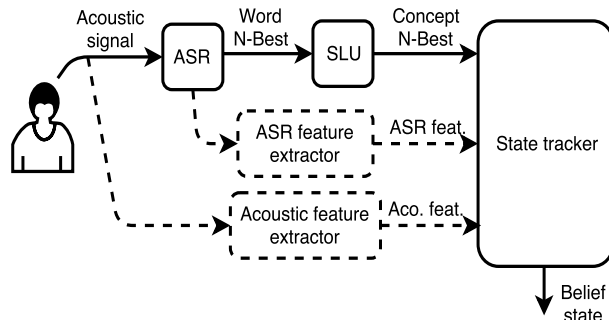 Acoustic
signal
ASR
Word
N-Best
SLU
Concept
N-Best
State tracker
ASR feature
extractor
ASR feat.
Acoustic feature
extractor
Aco. feat.
Belief
state